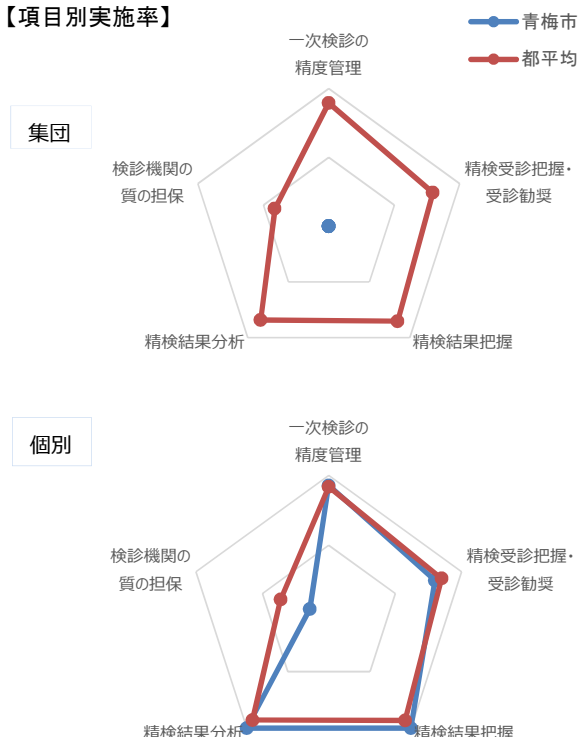 【項目別実施率】
青梅市
都平均
集団
一次検診の
精度管理
精検受診把握・
受診勧奨
精検結果把握
精検結果分析
検診機関の
質の担保
個別
一次検診の
精度管理
精検受診把握・
受診勧奨
精検結果把握
精検結果分析
検診機関の
質の担保